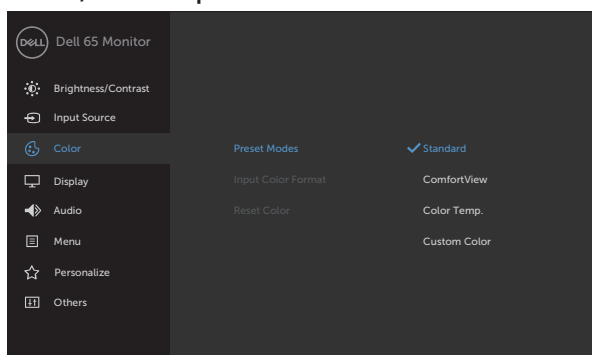 DELL Dell 65 Monitor
Brightness/Contrast
Input Source
Color Preset Modes Standard
Display Input Color Format ComfortView
Audio Reset Color Color Temp.
Menu Custom Color
Personalize
Others